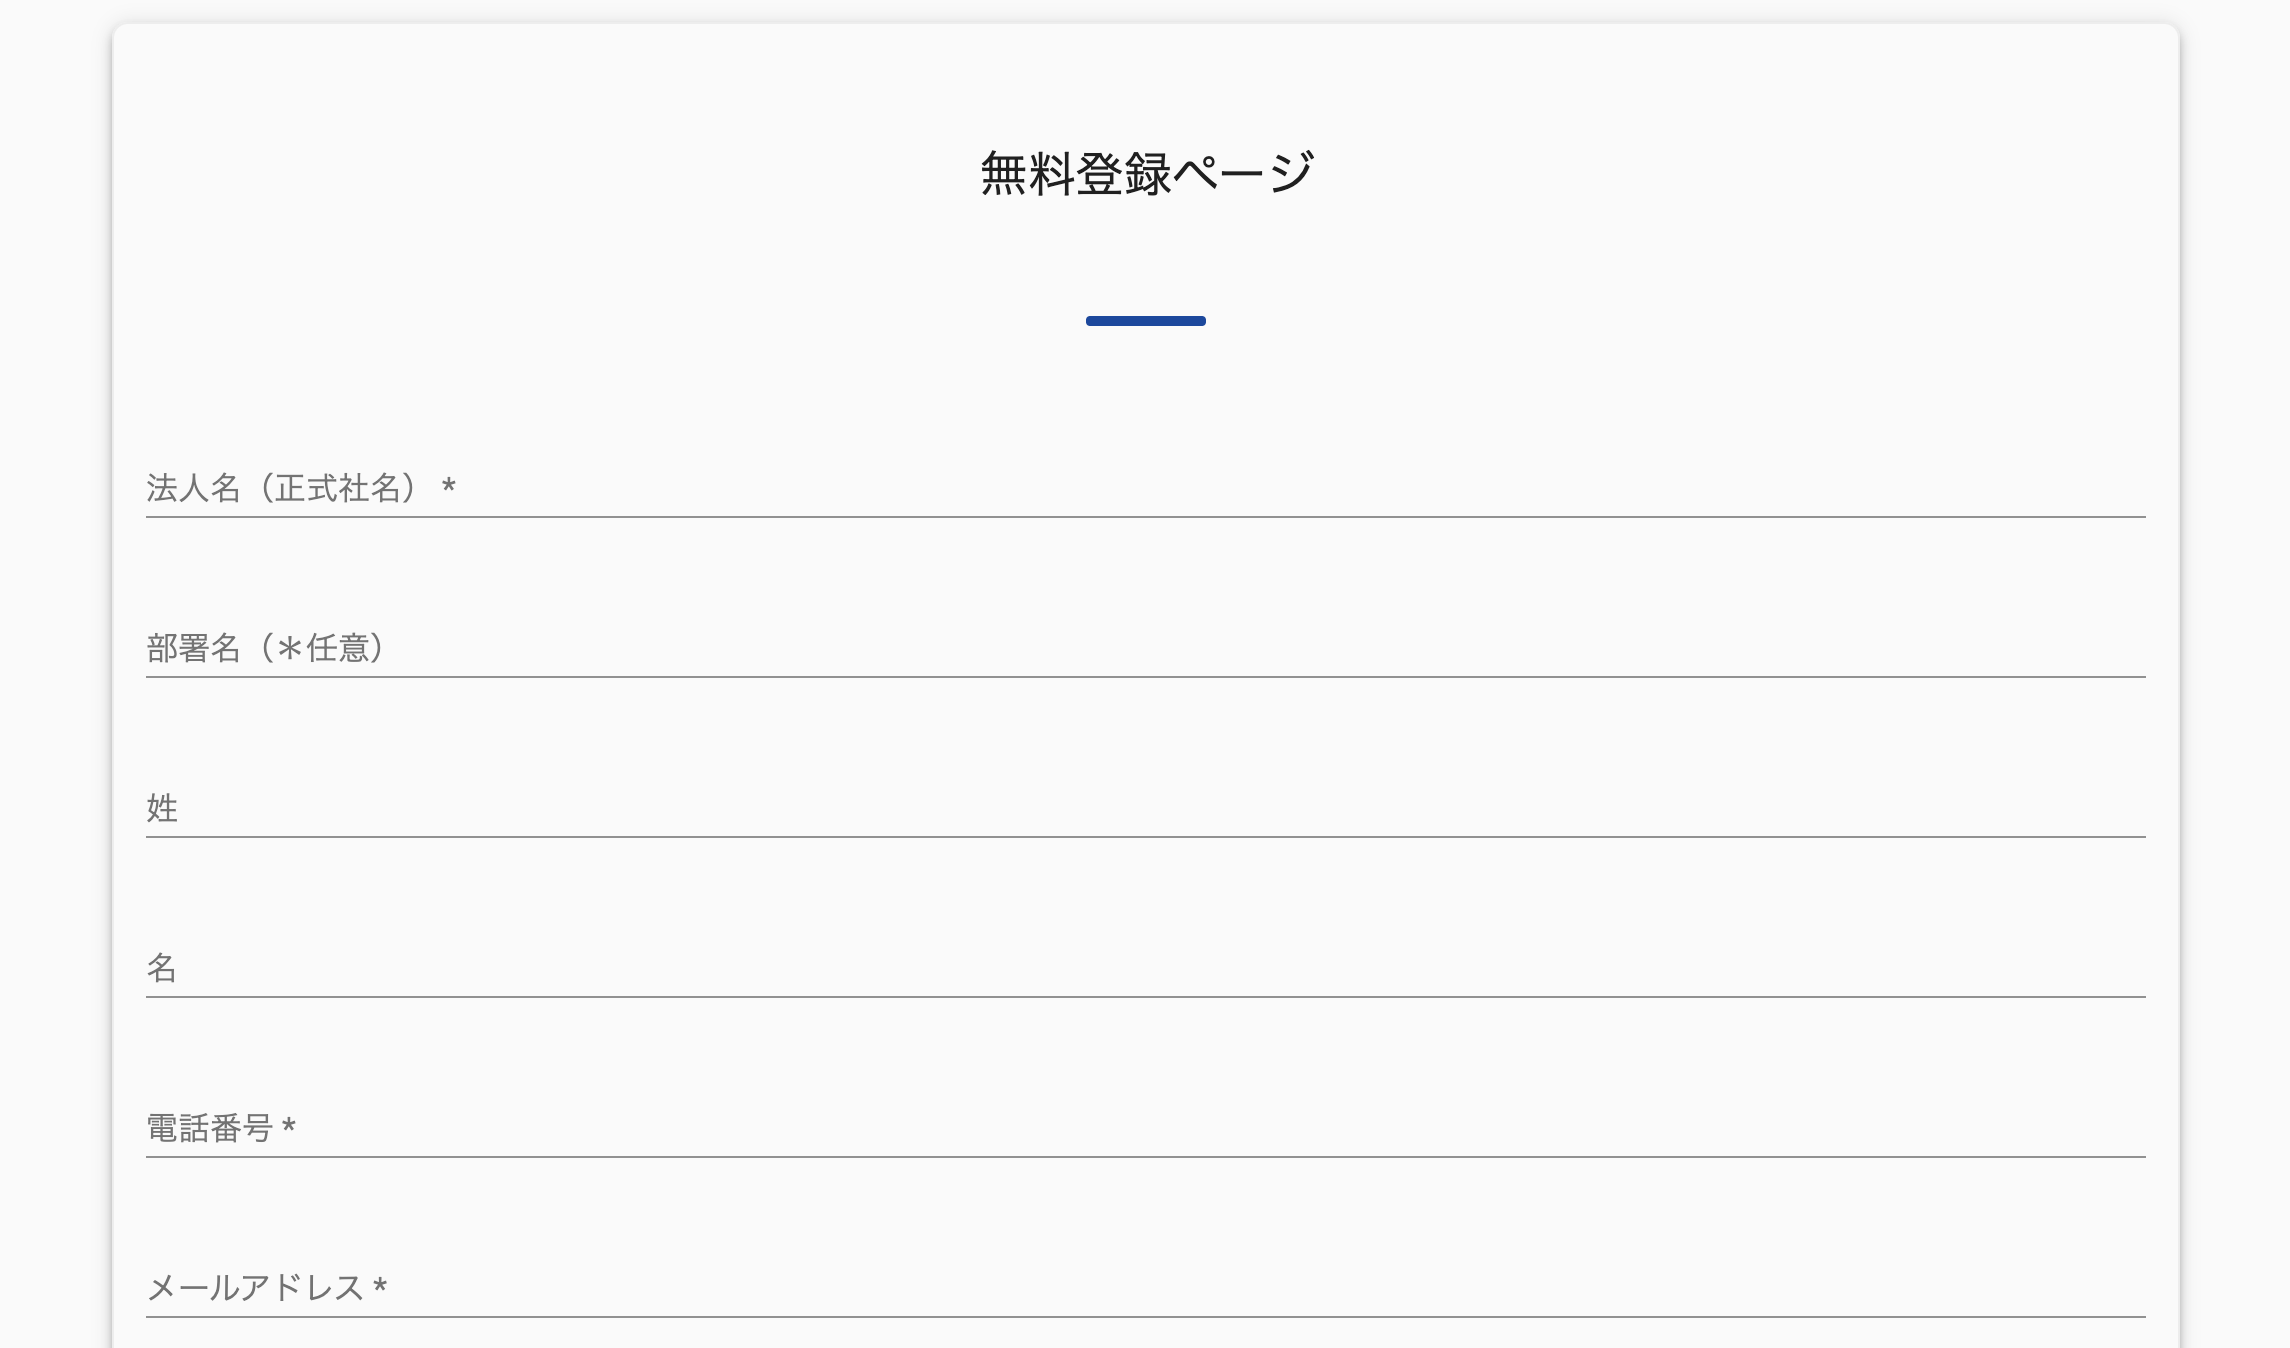 無料登録ページ
法人名（正式社名） *
部署名（＊任意）
姓
名
電話番号 *
メールアドレス *